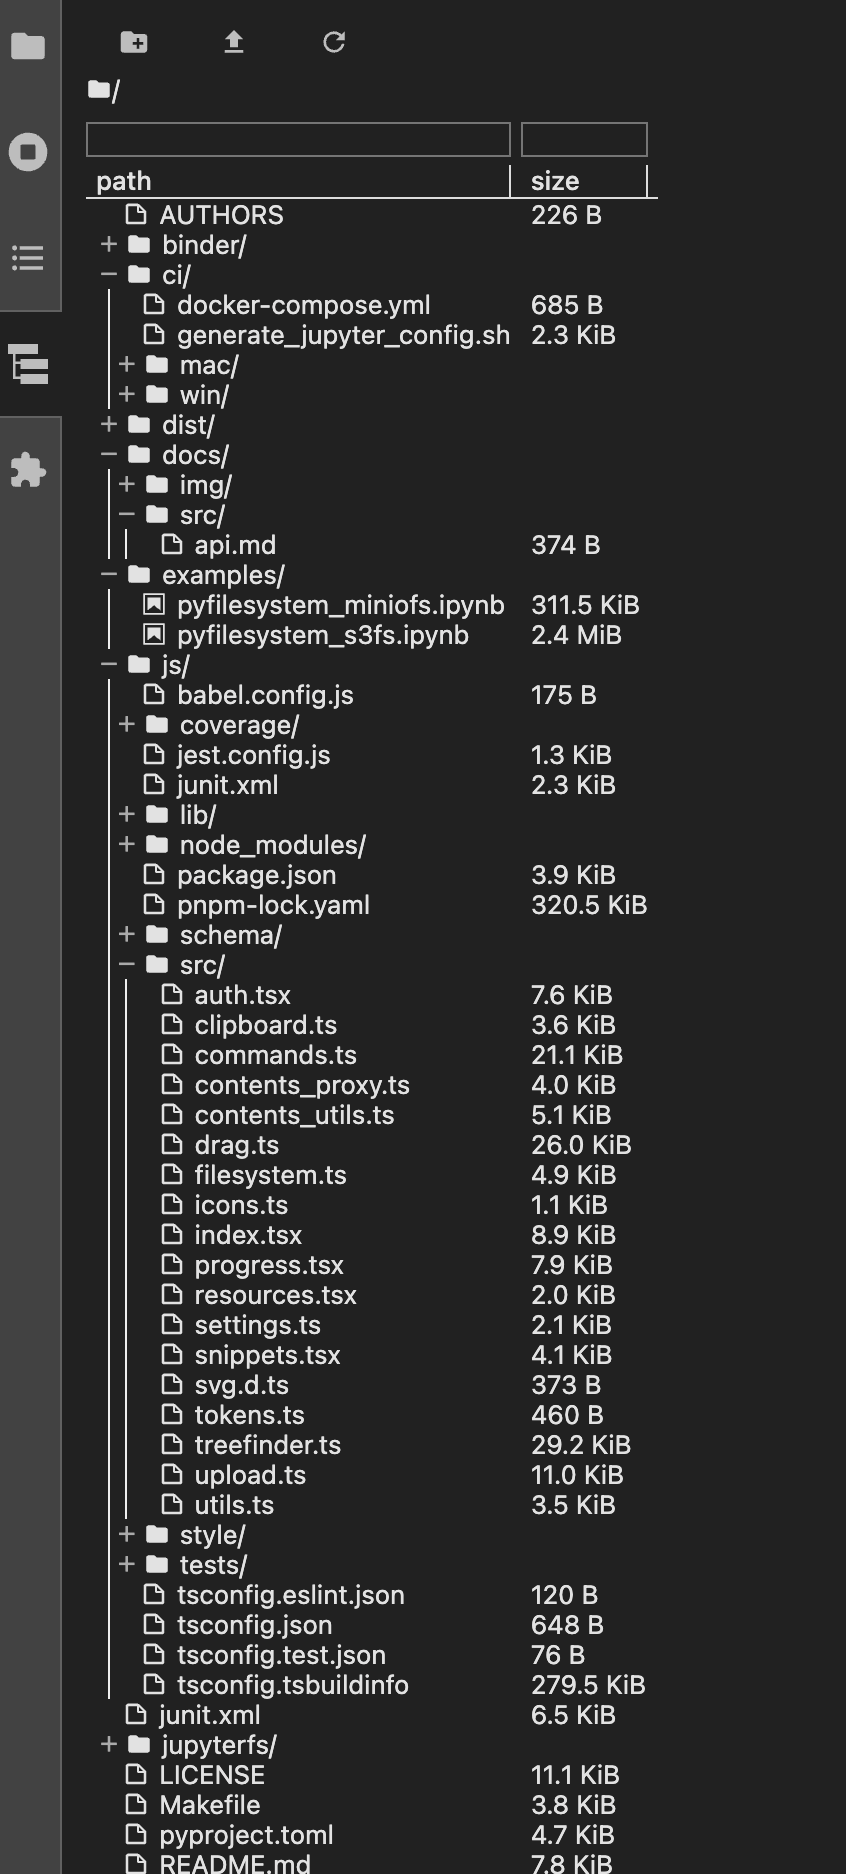 /
path size
AUTHORS 226 B
binder/
ci/
docker-compose.yml 685 B
generate_jupyter_config.sh 2.3 KiB
mac/
win/
dist/
docs/
img/
src/
api.md 374 B
examples/
pyfilesystem_miniofs.ipynb 311.5 KiB
pyfilesystem_s3fs.ipynb 2.4 MiB
js/
babel.config.js 175 B
coverage/
jest.config.js 1.3 KiB
junit.xml 2.3 KiB
lib/
node_modules/
package.json 3.9 KiB
pnpm-lock.yaml 320.5 KiB
schema/
src/
auth.tsx 7.6 KiB
clipboard.ts 3.6 KiB
commands.ts 21.1 KiB
contents_proxy.ts 4.0 KiB
contents_utils.ts 5.1 KiB
drag.ts 26.0 KiB
filesystem.ts 4.9 KiB
icons.ts 1.1 KiB
index.tsx 8.9 KiB
progress.tsx 7.9 KiB
resources.tsx 2.0 KiB
settings.ts 2.1 KiB
snippets.tsx 4.1 KiB
svg.d.ts 373 B
tokens.ts 460 B
treefinder.ts 29.2 KiB
upload.ts 11.0 KiB
utils.ts 3.5 KiB
style/
tests/
tsconfig.eslint.json 120 B
tsconfig.json 648 B
tsconfig.test.json 76 B
tsconfig.tsbuildinfo 279.5 KiB
junit.xml 6.5 KiB
jupyterfs/
LICENSE 11.1 KiB
Makefile 3.8 KiB
pyproject.toml 4.7 KiB
README.md 7.8 KiB